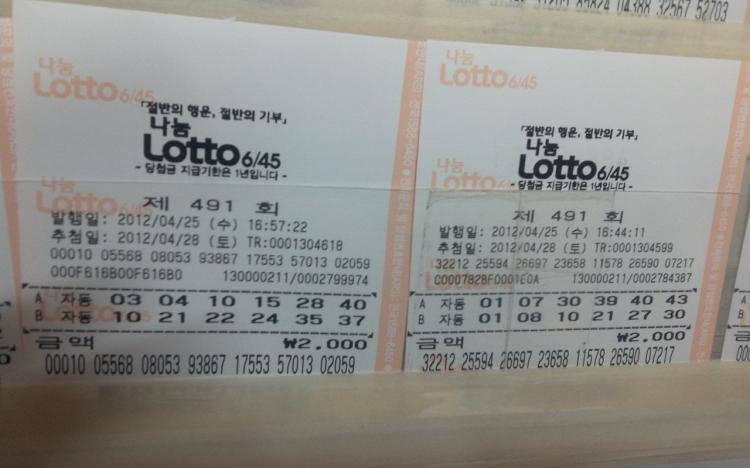 85824 04388 32567 52703
나눔
Lotto 6/45
「절반의 행운, 절반의 기부」
나눔
Lotto 6/45
- 당첨금 지급기한은 1년입니다 -
제 491 회
발행일: 2012/04/25 (수) 16:57:22
추첨일: 2012/04/28 (토) TR:0001304618
00010 05568 08053 93867 17553 57013 02059
000F616B00F616B0 130000211/0002799974
A 자동 03 04 10 15 28 40
B 자동 10 21 22 24 35 37
금액 ₩2.000
00010 05568 08053 93867 17553 57013 02059
나눔
Lotto 6/45
「절반의 행운, 절반의 기부」
나눔
Lotto 6/45
- 당첨금 지급기한은 1년입니다 -
제 491 회
발행일: 2012/04/25 (수) 16:44:11
추첨일: 2012/04/28 (토) TR:0001304599
32212 25594 26697 23658 11578 26590 07217
C000782BF0001E0A 130000211/0002784387
A 자동 01 07 30 39 40 43
B 자동 01 08 10 21 27 30
금액 ₩2.000
32212 25594 26697 23658 11578 26590 07217